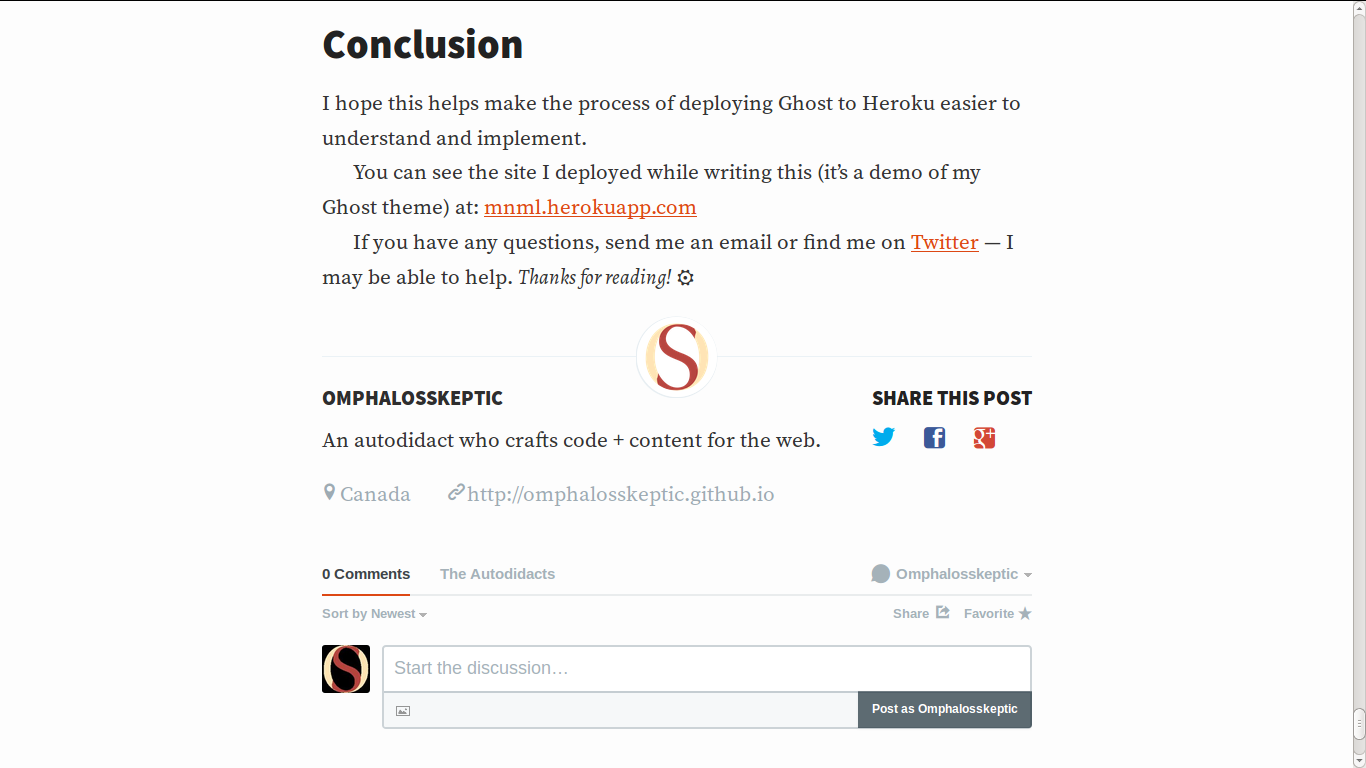 Conclusion
I hope this helps make the process of deploying Ghost to Heroku easier to
understand and implement.
You can see the site I deployed while writing this (it’s a demo of my
Ghost theme) at: mnml.herokuapp.com
If you have any questions, send me an email or find me on Twitter — I
may be able to help. Thanks for reading!
OMPHALOSSKEPTIC
SHARE THIS POST
An autodidact who crafts code + content for the web.
Canada
http://omphalosskeptic.github.io
0 Comments
The Autodidacts
Omphalosskeptic
Sort by Newest
Share
Favorite
Start the discussion…
Post as Omphalosskeptic